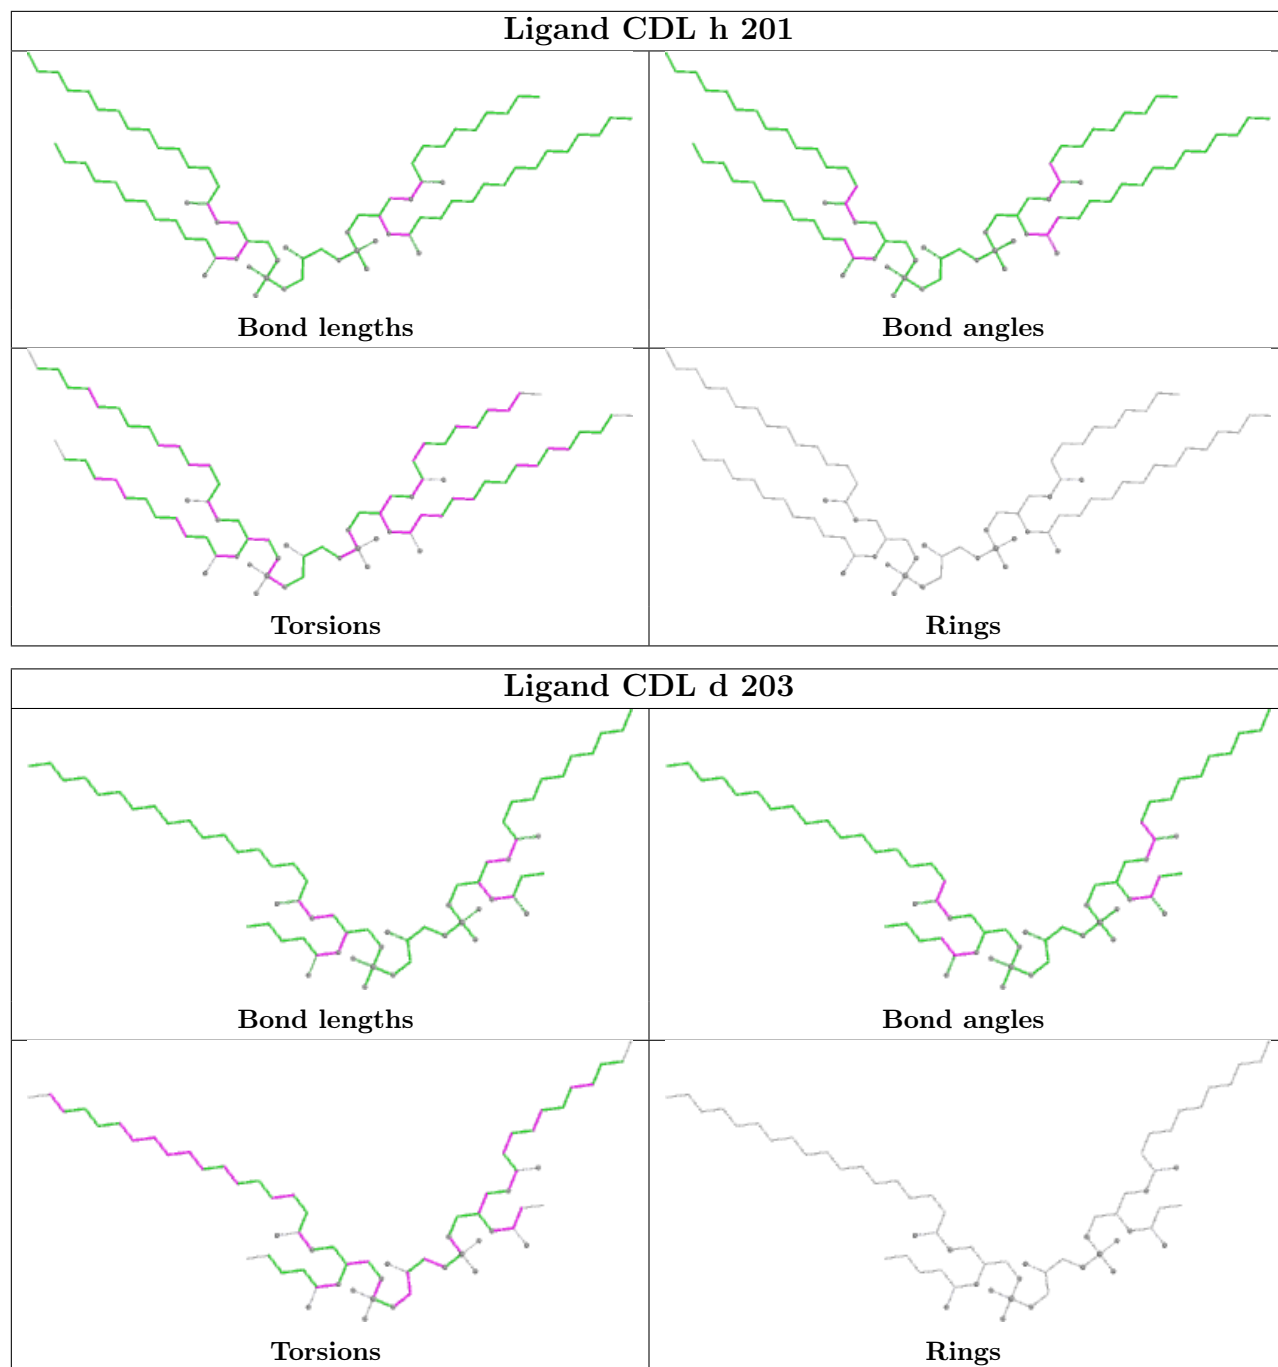 Ligand CDL h 201
Bond lengths
Bond angles
Torsions
Rings
Ligand CDL d 203
Bond lengths
Bond angles
Torsions
Rings